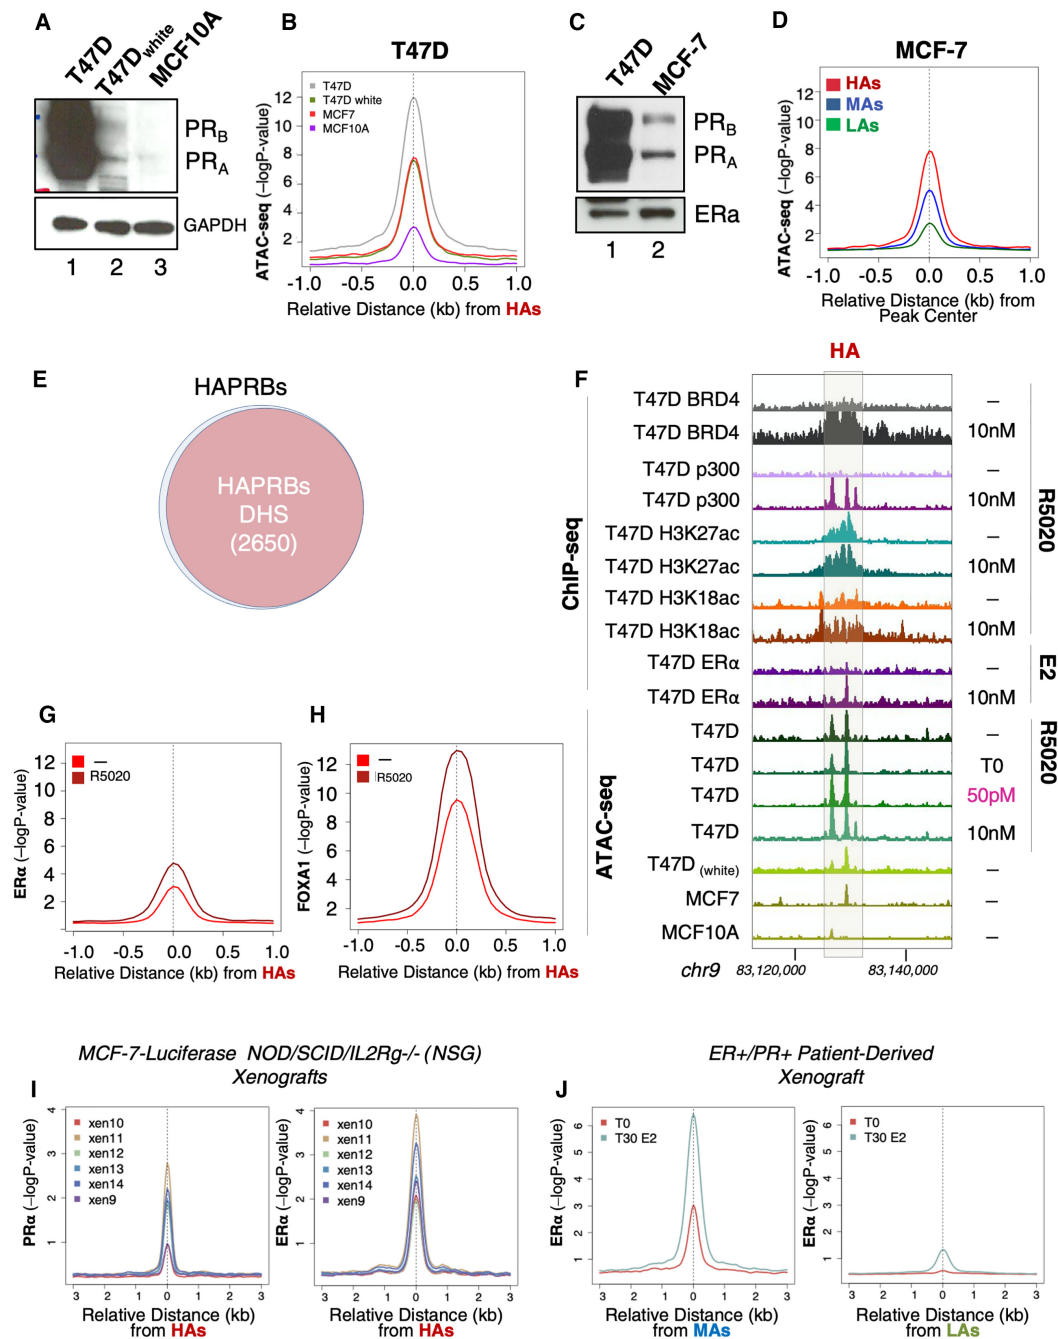 A
T47D
T47Dwhite
MCF10A
PRB
PRA
GAPDH
1 2 3
B
T47D
T47D
T47D white
MCF7
MCF10A
ATAC-seq (–logP-value)
12
10
8
6
4
2
-1.0 -0.5 0.0 0.5 1.0
Relative Distance (kb) from HAs
C
T47D
MCF-7
PRB
PRA
ERa
1 2
D
MCF-7
HAs
MAs
LAs
ATAC-seq (–logP-value)
12
10
8
6
4
2
-1.0 -0.5 0.0 0.5 1.0
Relative Distance (kb) from
Peak Center
E
HAPRBs
HAPRBs
DHS
(2650)
F
HA
ChIP-seq
T47D BRD4 –
T47D BRD4 10nM
T47D p300 –
T47D p300 10nM
T47D H3K27ac –
T47D H3K27ac 10nM
T47D H3K18ac –
T47D H3K18ac 10nM
R5020
T47D ERα –
T47D ERα 10nM
E2
ATAC-seq
T47D –
T47D T0
T47D 50pM
T47D 10nM
R5020
T47D (white) –
MCF7 –
MCF10A –
chr9 83,120,000 83,140,000
G
–
R5020
ERα (–logP-value)
12
10
8
6
4
2
-1.0 -0.5 0.0 0.5 1.0
Relative Distance (kb) from HAs
H
–
R5020
FOXA1 (–logP-value)
12
10
8
6
4
2
-1.0 -0.5 0.0 0.5 1.0
Relative Distance (kb) from HAs
MCF-7-Luciferase NOD/SCID/IL2Rg-/- (NSG)
Xenografts
I
xen10
xen11
xen12
xen13
xen14
xen9
PRα (–logP-value)
4
3
2
1
3 2 1 0 1 2 3
Relative Distance (kb)
from HAs
xen10
xen11
xen12
xen13
xen14
xen9
ERα (–logP-value)
4
3
2
1
3 2 1 0 1 2 3
Relative Distance (kb)
from HAs
ER+/PR+ Patient-Derived
Xenograft
J
T0
T30 E2
ERα (–logP-value)
6
5
4
3
2
1
3 2 1 0 1 2 3
Relative Distance (kb)
from MAs
T0
T30 E2
ERα (–logP-value)
6
5
4
3
2
1
3 2 1 0 1 2 3
Relative Distance (kb)
from LAs